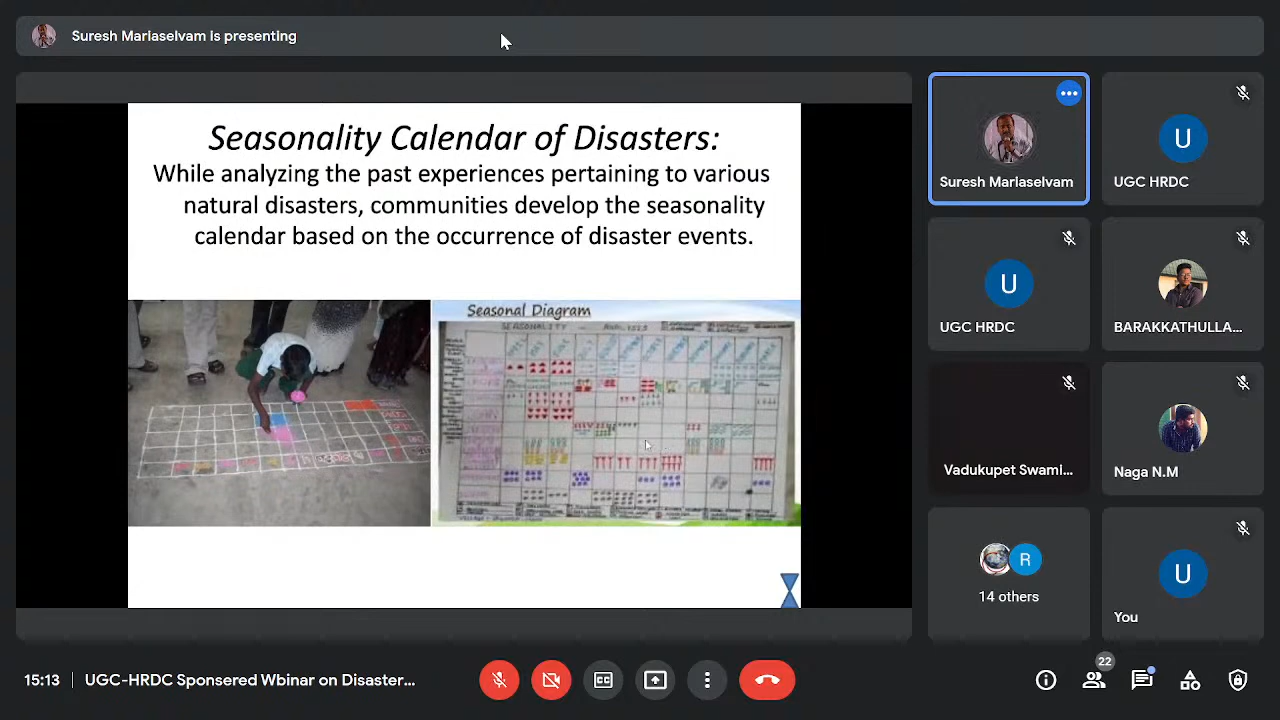 Suresh Mariaselvam is presenting
Seasonality Calendar of Disasters:
While analyzing the past experiences pertaining to various
natural disasters, communities develop the seasonality
calendar based on the occurrence of disaster events.
Seasonal Diagram
SEASONALITY
Suresh Mariaselvam
U
UGC HRDC
U
UGC HRDC
BARAKKATHULLA...
Vadukupet Swami...
Naga N.M
R
14 others
U
You
15:13
UGC-HRDC Sponsered Wbinar on Disaster...
CC
22